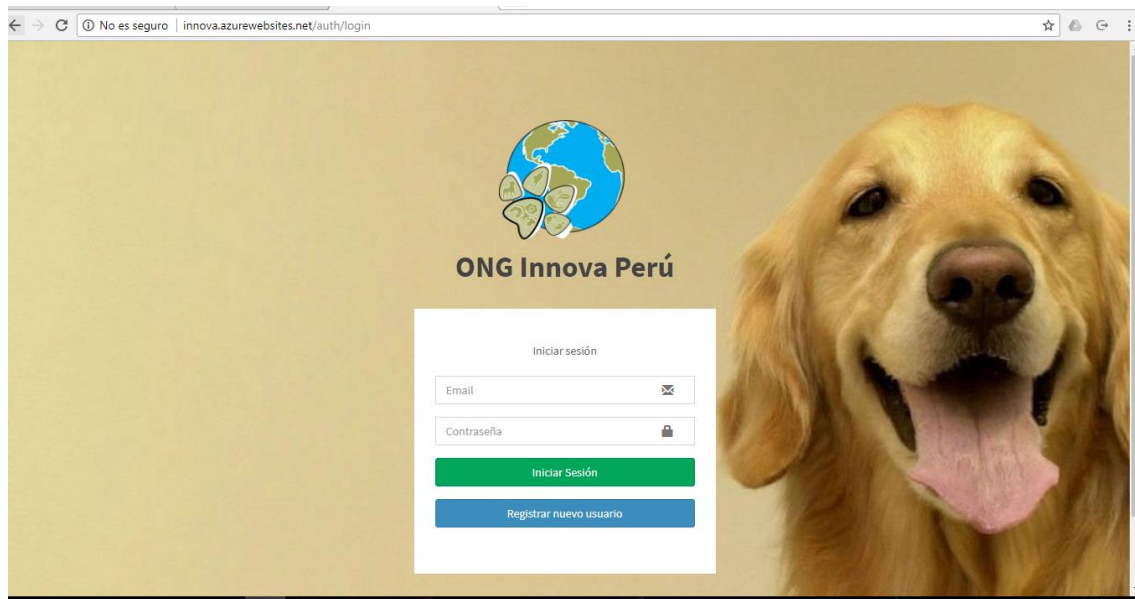 No es seguro | innova.azurewebsites.net/auth/login
ONG Innova Perú
Iniciar sesión
Email
Contraseña
Iniciar Sesión
Registrar nuevo usuario